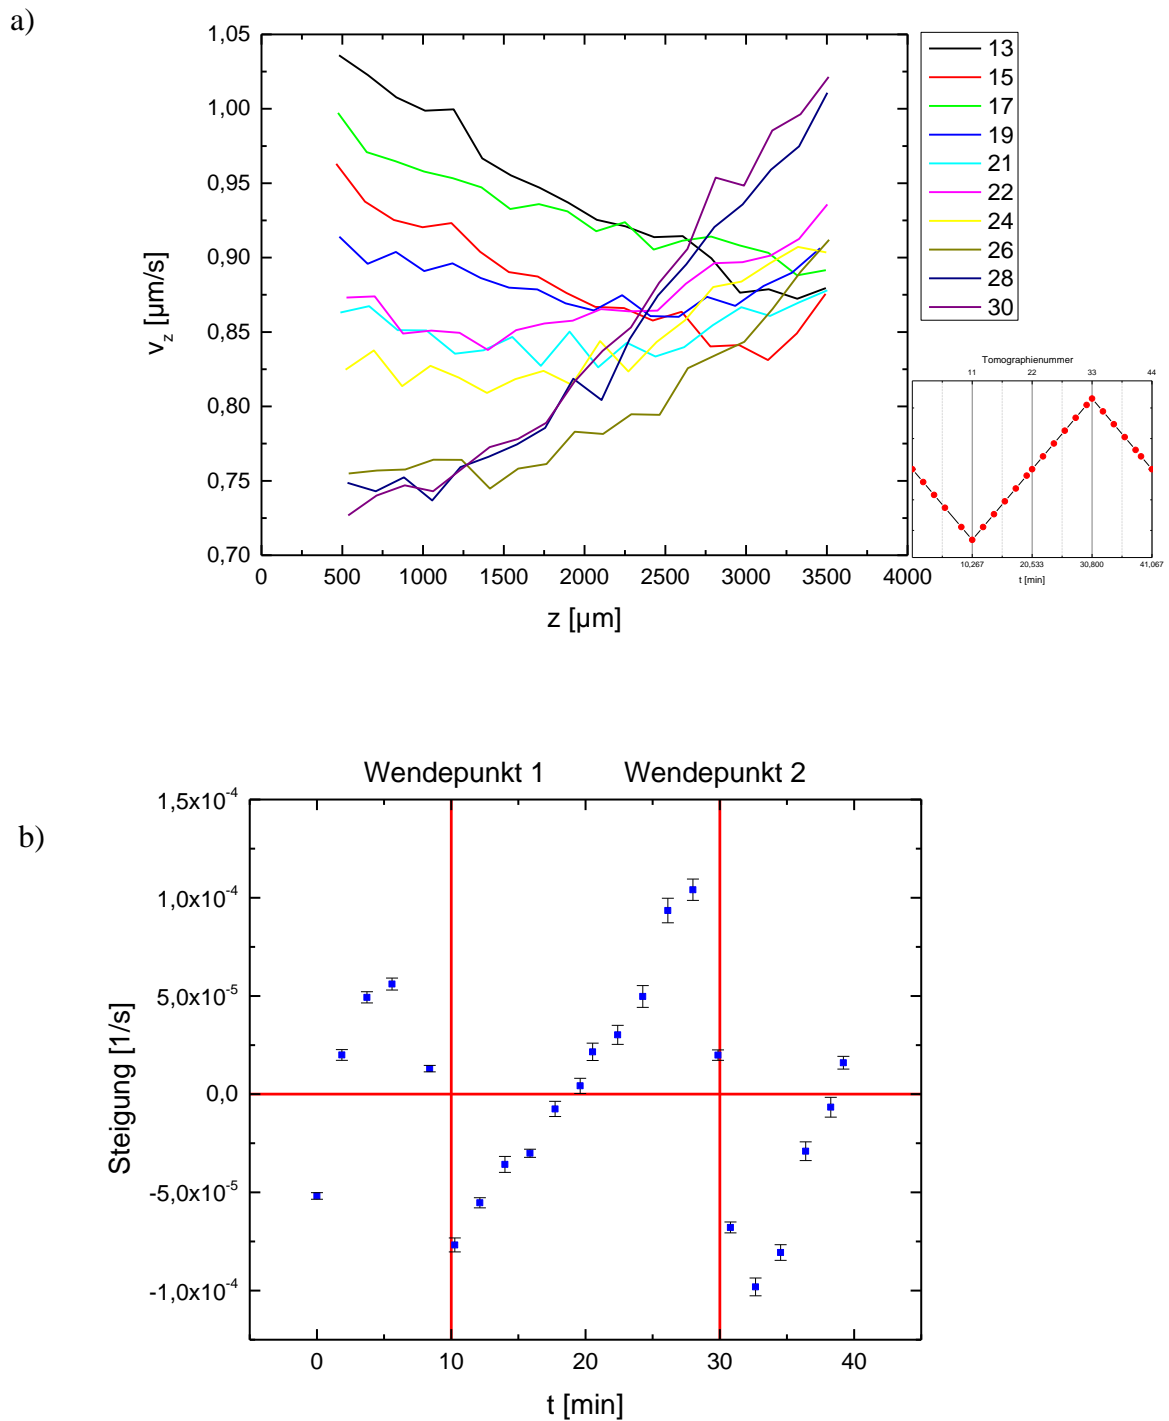 a)
1,05
1,00
0,95
0,90
0,85
0,80
0,75
0,70
v_z [µm/s]
0 500 1000 1500 2000 2500 3000 3500 4000
z [µm]
13
15
17
19
21
22
24
26
28
30
Tomographienummer
11 22 33 44
10,267 20,533 30,800 41,067
t [min]
b)
Wendepunkt 1 Wendepunkt 2
1,5x10⁻⁴
1,0x10⁻⁴
5,0x10⁻⁵
0,0
-5,0x10⁻⁵
-1,0x10⁻⁴
Steigung [1/s]
0 10 20 30 40
t [min]